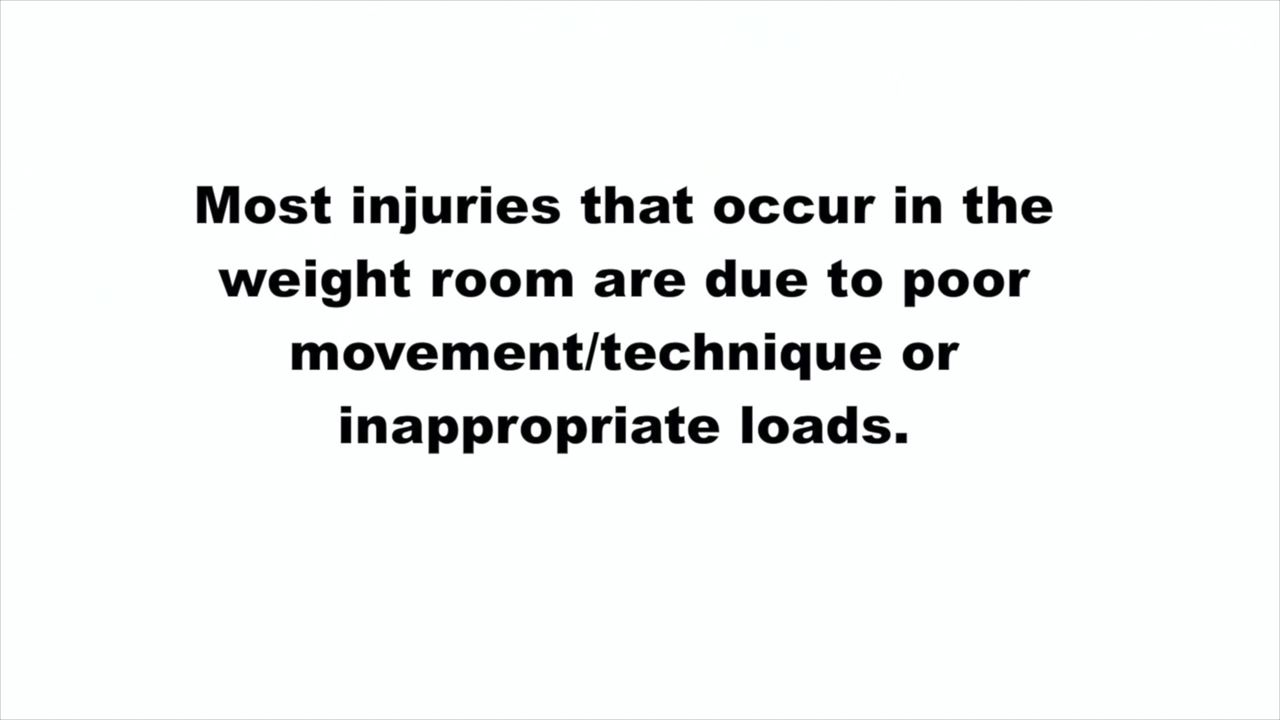 Most injuries that occur in the
weight room are due to poor
movement/technique or
inappropriate loads.